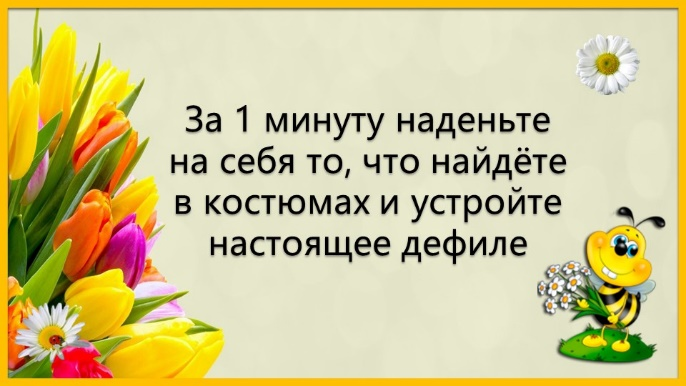 За 1 минуту наденьте
на себя то, что найдёте
в костюмах и устройте
настоящее дефиле